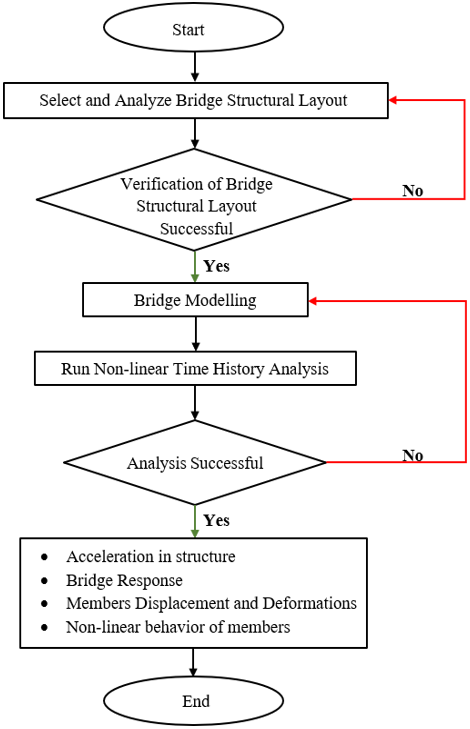 Start
Select and Analyze Bridge Structural Layout
Verification of Bridge
Structural Layout
Successful
No
Yes
Bridge Modelling
Run Non-linear Time History Analysis
Analysis Successful
No
Yes
• Acceleration in structure
• Bridge Response
• Members Displacement and Deformations
• Non-linear behavior of members
End